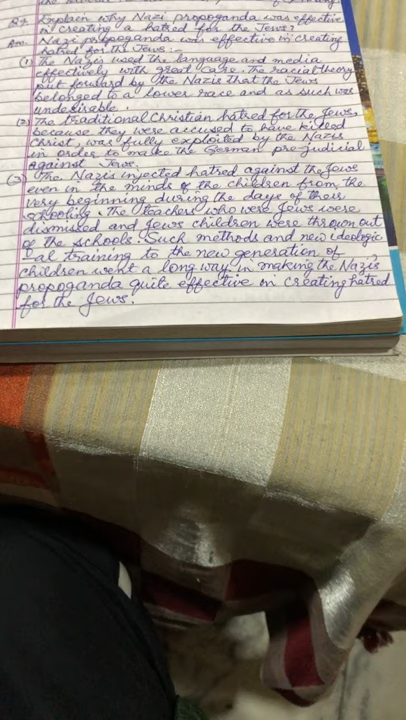 Q7 Explain why Nazi propoganda was effective
in creating a hatred for the Jews?
Ans. Nazi propoganda was effective in creating
hatred for the Jews :-
(1) The Nazis used the language and media
effectively with great care. The racial theory
put forward by the Nazis that the Jews
belonged to a lower race and as such was
undesirable.
(2) The traditional Christian hatred for the Jews,
because they were accused to have killed
Christ, was fully exploited by the Nazis
in order to make the German pre-judicial
against Jews.
(3) The Nazis injected hatred against the Jews
even in the minds of the children from the
very beginning during the days of their
schooling. The teachers who were Jews were
dismissed and Jews children were thrown out
of the schools. Such methods and new ideologic
al training to the new generation of
children went a long way in making the Nazis
propoganda quite effective in creating hatred
for the Jews.